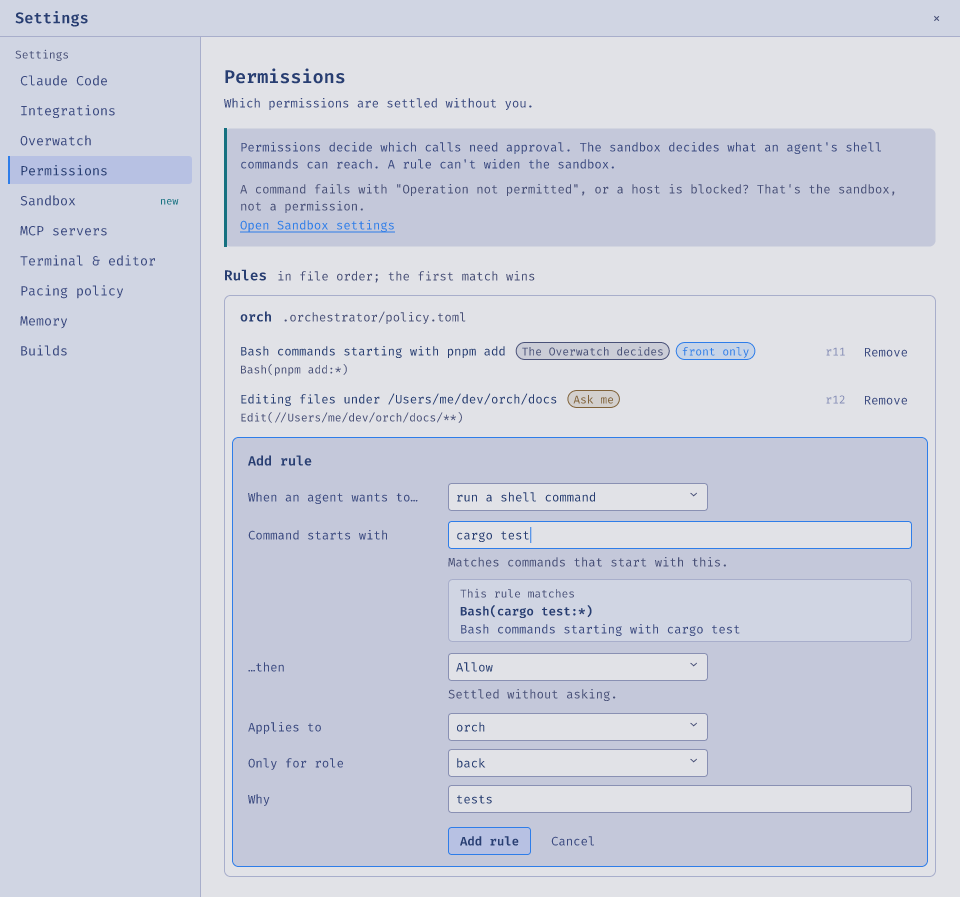 Settings
×
Settings
Claude Code
Integrations
Overwatch
Permissions
Sandbox new
MCP servers
Terminal & editor
Pacing policy
Memory
Builds
Permissions
Which permissions are settled without you.
Permissions decide which calls need approval. The sandbox decides what an agent's shell
commands can reach. A rule can't widen the sandbox.
A command fails with "Operation not permitted", or a host is blocked? That's the sandbox,
not a permission.
Open Sandbox settings
Rules in file order; the first match wins
orch .orchestrator/policy.toml
Bash commands starting with pnpm add The Overwatch decides front only r11 Remove
Bash(pnpm add:*)
Editing files under /Users/me/dev/orch/docs Ask me r12 Remove
Edit(//Users/me/dev/orch/docs/**)
Add rule
When an agent wants to… run a shell command
Command starts with cargo test
Matches commands that start with this.
This rule matches
Bash(cargo test:*)
Bash commands starting with cargo test
…then Allow
Settled without asking.
Applies to orch
Only for role back
Why tests
Add rule Cancel